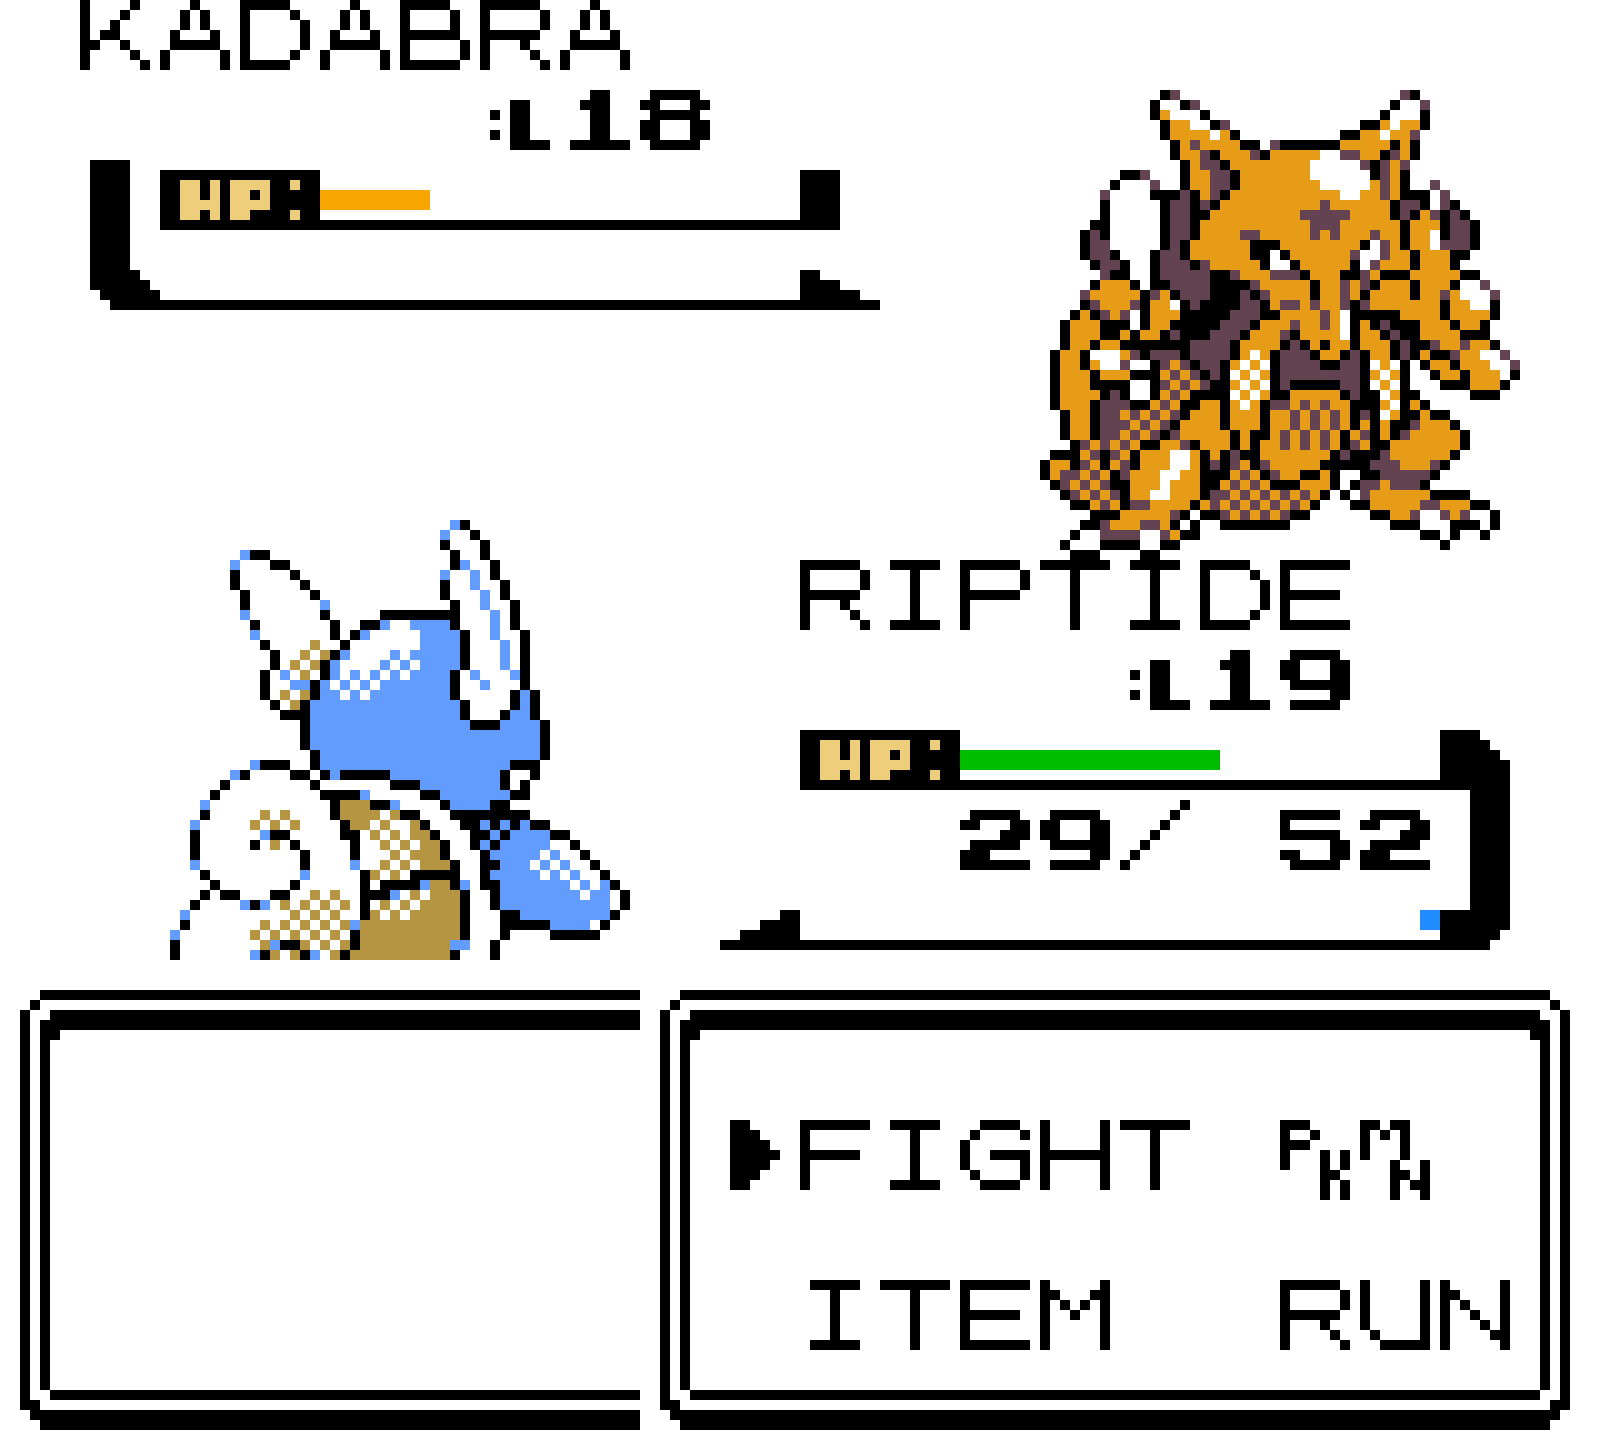 KADABRA
:L18
HP:
RIPTIDE
:L19
HP:
29/ 52
▶FIGHT PKMN
ITEM RUN